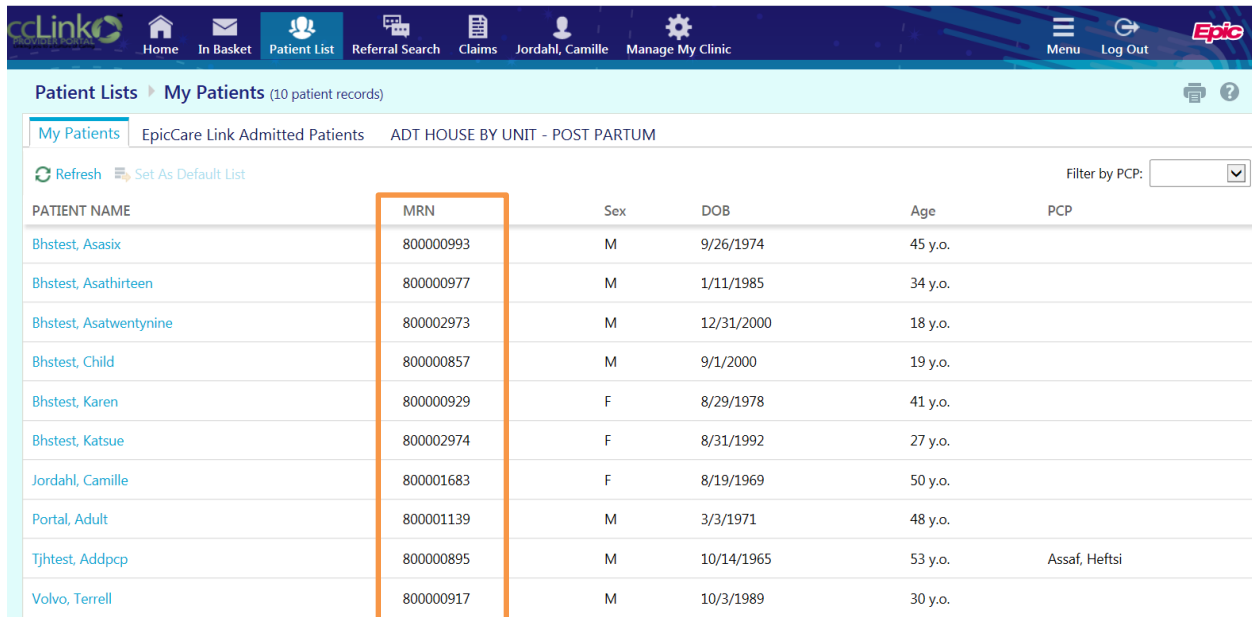 ccLink
PROVIDER PORTAL
Home In Basket Patient List Referral Search Claims Jordahl, Camille Manage My Clinic Menu Log Out Epic
Patient Lists My Patients (10 patient records)
My Patients EpicCare Link Admitted Patients ADT HOUSE BY UNIT - POST PARTUM
Refresh Set As Default List Filter by PCP:
PATIENT NAME MRN Sex DOB Age PCP
Bhstest, Asasix 800000993 M 9/26/1974 45 y.o.
Bhstest, Asathirteen 800000977 M 1/11/1985 34 y.o.
Bhstest, Asatwentynine 800002973 M 12/31/2000 18 y.o.
Bhstest, Child 800000857 M 9/1/2000 19 y.o.
Bhstest, Karen 800000929 F 8/29/1978 41 y.o.
Bhstest, Katsue 800002974 F 8/31/1992 27 y.o.
Jordahl, Camille 800001683 F 8/19/1969 50 y.o.
Portal, Adult 800001139 M 3/3/1971 48 y.o.
Tjhtest, Addpcp 800000895 M 10/14/1965 53 y.o. Assaf, Heftsi
Volvo, Terrell 800000917 M 10/3/1989 30 y.o.